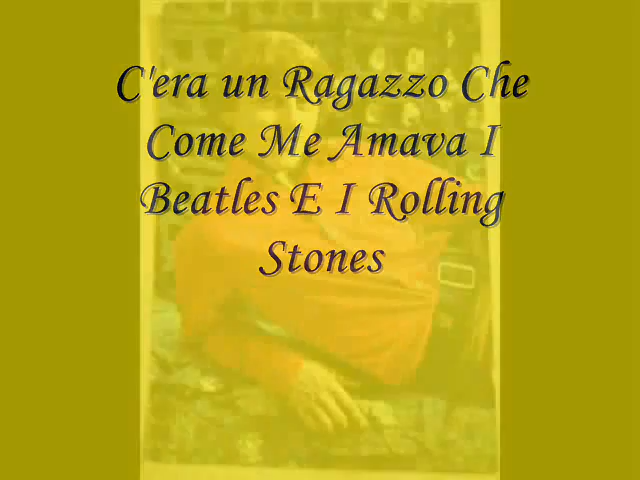 C'era un Ragazzo Che
Come Me Amava I
Beatles E I Rolling
Stones